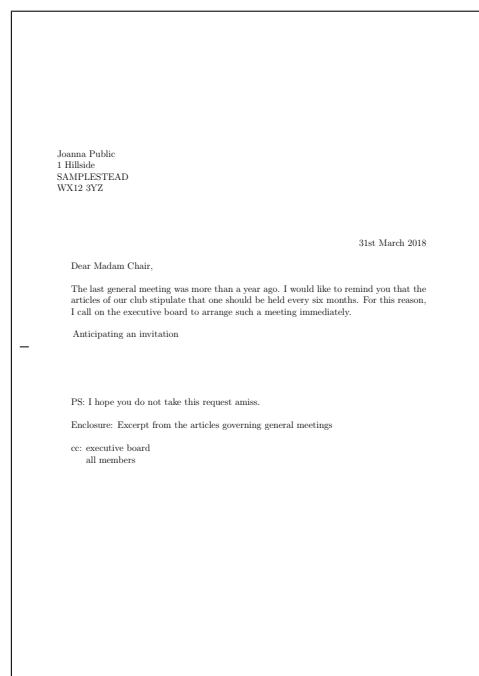 Joanna Public
1 Hillside
SAMPLESTEAD
WX12 3YZ
31st March 2018
Dear Madam Chair,
The last general meeting was more than a year ago. I would like to remind you that the
articles of our club stipulate that one should be held every six months. For this reason,
I call on the executive board to arrange such a meeting immediately.
Anticipating an invitation
PS: I hope you do not take this request amiss.
Enclosure: Excerpt from the articles governing general meetings
cc: executive board
all members